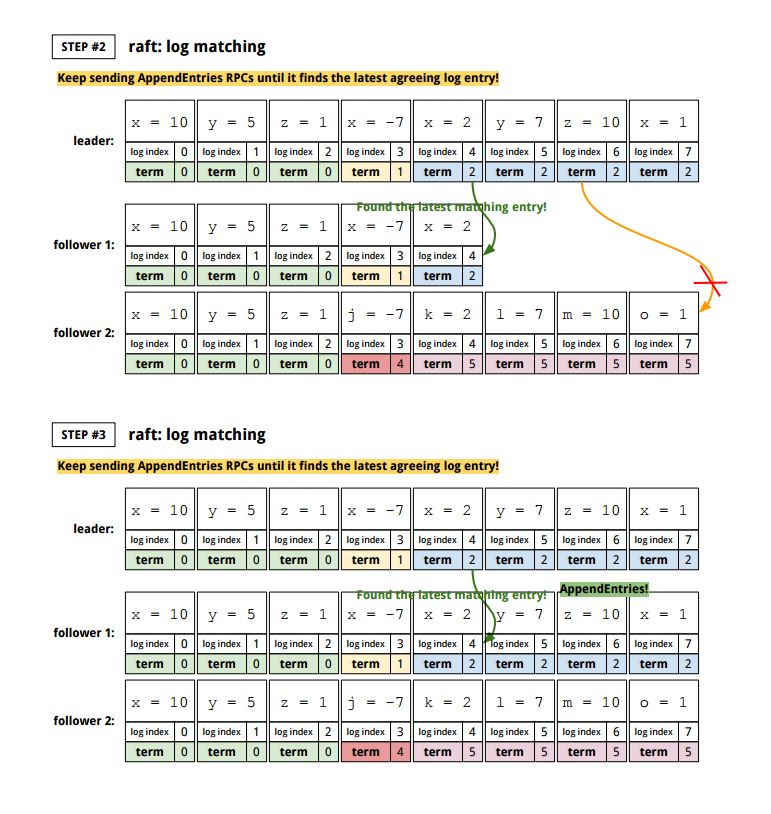 STEP #2 raft: log matching
Keep sending AppendEntries RPCs until it finds the latest agreeing log entry!
x = 10 y = 5 z = 1 x = -7 x = 2 y = 7 z = 10 x = 1
leader:
log index 0 log index 1 log index 2 log index 3 log index 4 log index 5 log index 6 log index 7
term 0 term 0 term 0 term 1 term 2 term 2 term 2 term 2
Found the latest matching entry!
x = 10 y = 5 z = 1 x = -7 x = 2
follower 1:
log index 0 log index 1 log index 2 log index 3 log index 4
term 0 term 0 term 0 term 1 term 2
x = 10 y = 5 z = 1 j = -7 k = 2 l = 7 m = 10 o = 1
follower 2:
log index 0 log index 1 log index 2 log index 3 log index 4 log index 5 log index 6 log index 7
term 0 term 0 term 0 term 4 term 5 term 5 term 5 term 5
STEP #3 raft: log matching
Keep sending AppendEntries RPCs until it finds the latest agreeing log entry!
x = 10 y = 5 z = 1 x = -7 x = 2 y = 7 z = 10 x = 1
leader:
log index 0 log index 1 log index 2 log index 3 log index 4 log index 5 log index 6 log index 7
term 0 term 0 term 0 term 1 term 2 term 2 term 2 term 2
Found the latest matching entry! AppendEntries!
x = 10 y = 5 z = 1 x = -7 x = 2 y = 7 z = 10 x = 1
follower 1:
log index 0 log index 1 log index 2 log index 3 log index 4 log index 5 log index 6 log index 7
term 0 term 0 term 0 term 1 term 2 term 2 term 2 term 2
x = 10 y = 5 z = 1 j = -7 k = 2 l = 7 m = 10 o = 1
follower 2:
log index 0 log index 1 log index 2 log index 3 log index 4 log index 5 log index 6 log index 7
term 0 term 0 term 0 term 4 term 5 term 5 term 5 term 5